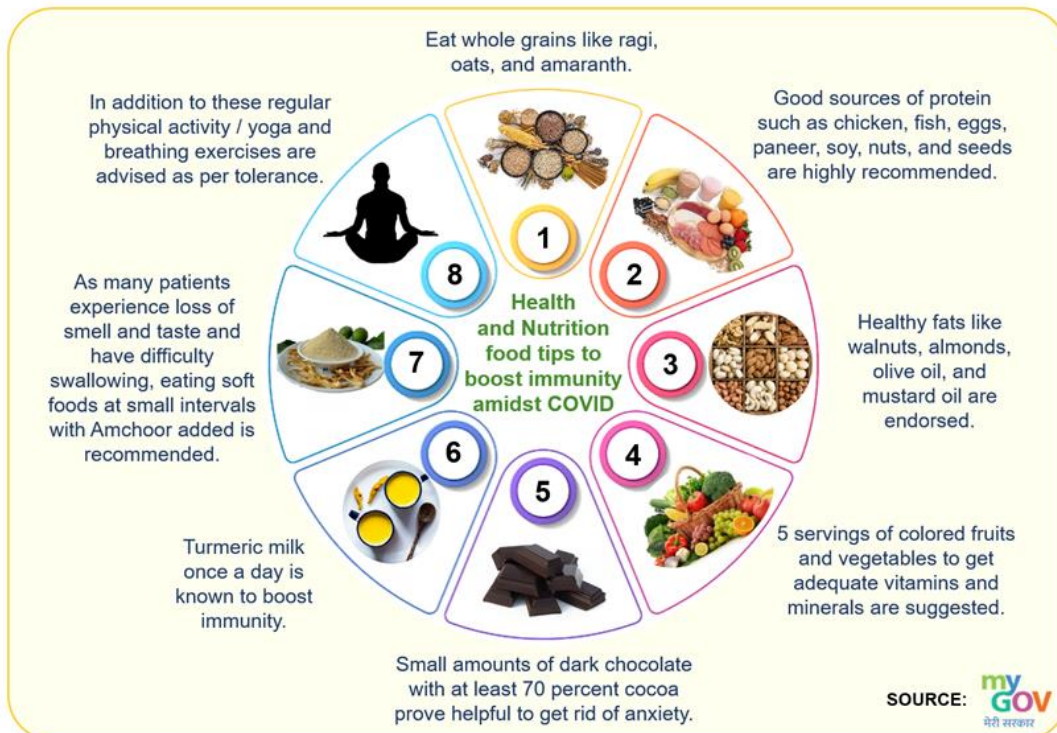 Eat whole grains like ragi,
oats, and amaranth.
1
Good sources of protein
such as chicken, fish, eggs,
paneer, soy, nuts, and seeds
are highly recommended.
2
Healthy fats like
walnuts, almonds,
olive oil, and
mustard oil are
endorsed.
3
5 servings of colored fruits
and vegetables to get
adequate vitamins and
minerals are suggested.
4
Small amounts of dark chocolate
with at least 70 percent cocoa
prove helpful to get rid of anxiety.
5
Turmeric milk
once a day is
known to boost
immunity.
6
As many patients
experience loss of
smell and taste and
have difficulty
swallowing, eating soft
foods at small intervals
with Amchoor added is
recommended.
7
In addition to these regular
physical activity / yoga and
breathing exercises are
advised as per tolerance.
8
Health
and Nutrition
food tips to
boost immunity
amidst COVID
SOURCE:
my
GOV
मेरी सरकार